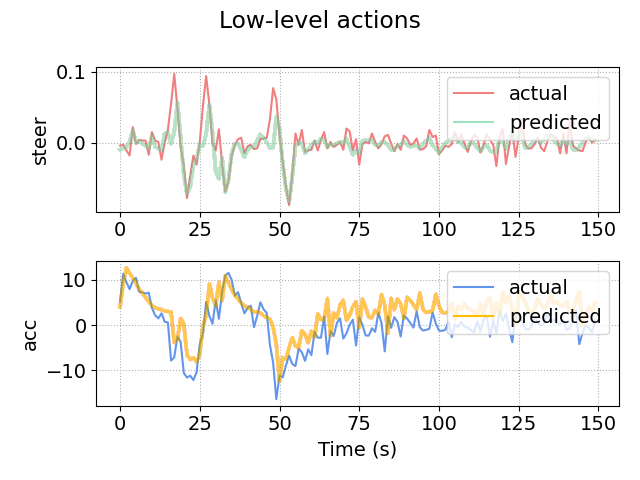 Low-level actions
0.1
0.0
steer
actual
predicted
0 25 50 75 100 125 150
10
0
−10
acc
actual
predicted
0 25 50 75 100 125 150
Time (s)